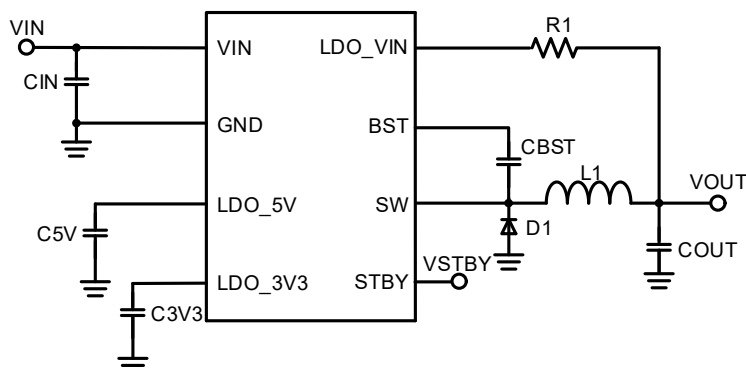 VIN
VIN
LDO_VIN
R1
CIN
GND
BST
CBST
L1
VOUT
LDO_5V
SW
C5V
D1
COUT
VSTBY
LDO_3V3
STBY
C3V3